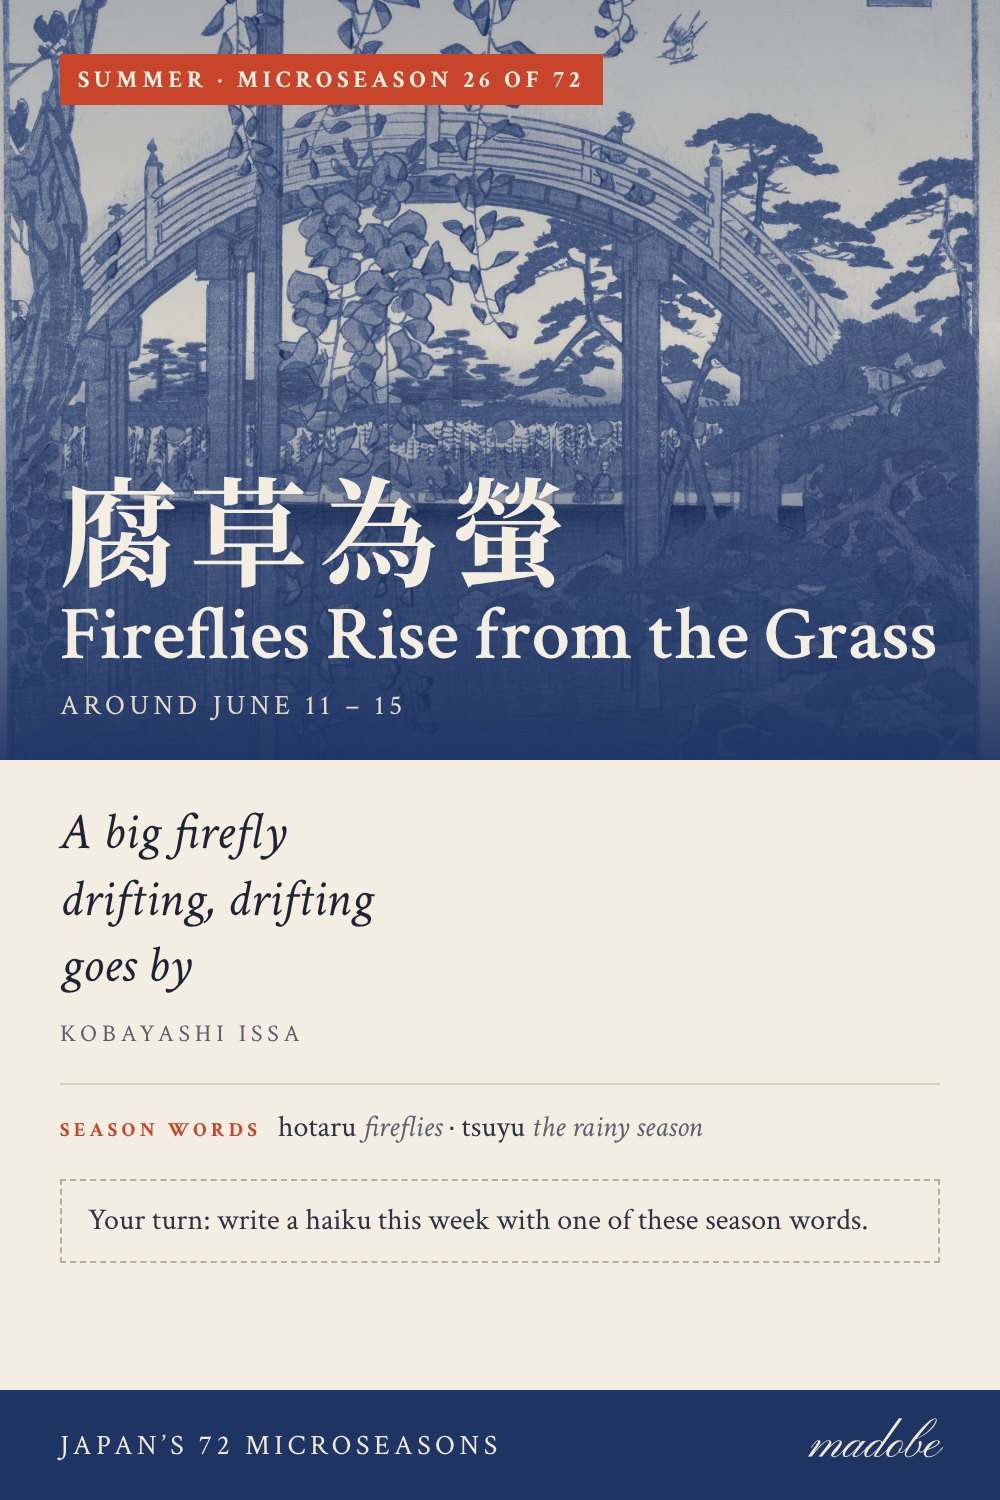 SUMMER · MICROSEASON 26 OF 72
腐草為螢
Fireflies Rise from the Grass
AROUND JUNE 11 – 15
A big firefly
drifting, drifting
goes by
KOBAYASHI ISSA
SEASON WORDS hotaru fireflies · tsuyu the rainy season
Your turn: write a haiku this week with one of these season words.
JAPAN’S 72 MICROSEASONS madobe